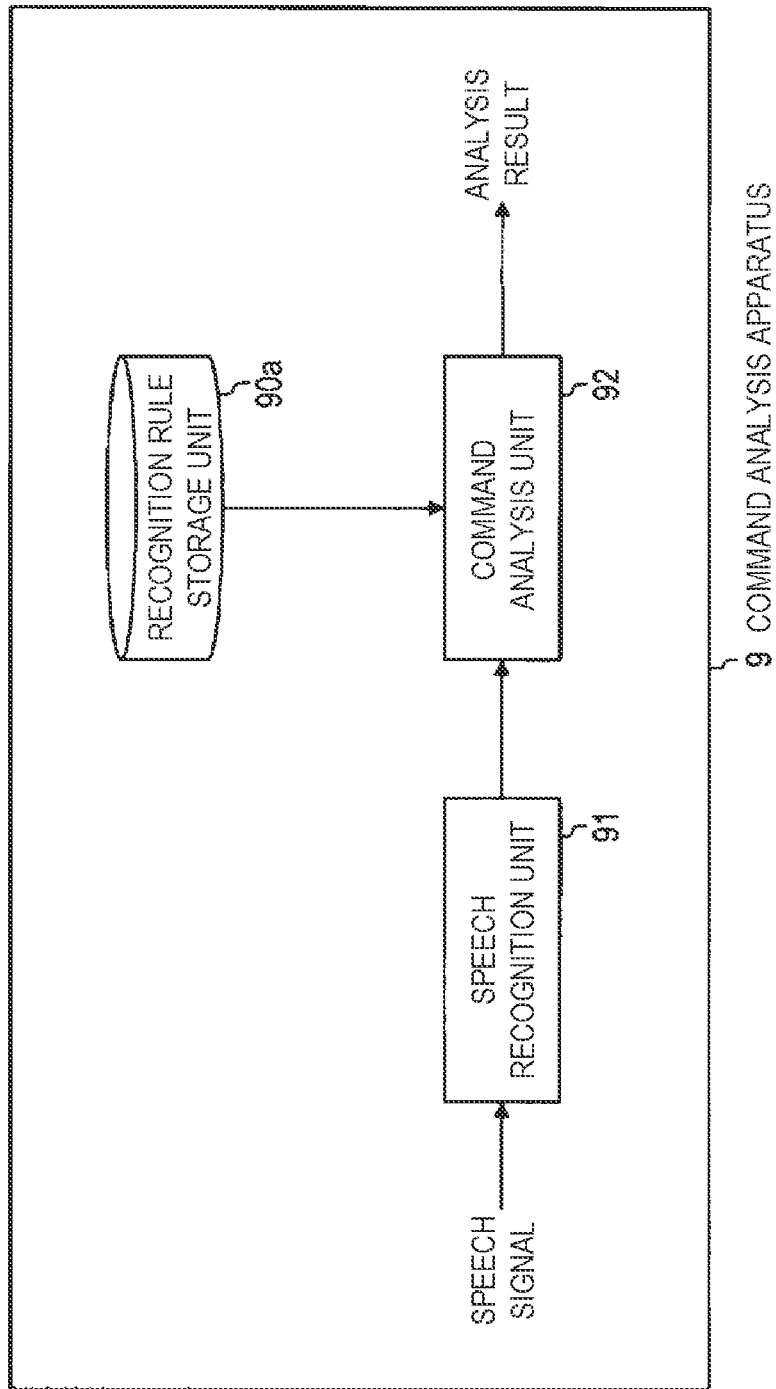 RECOGNITION RULE
STORAGE UNIT
90a
SPEECH
SIGNAL
SPEECH
RECOGNITION UNIT
91
COMMAND
ANALYSIS UNIT
92
ANALYSIS
RESULT
9 COMMAND ANALYSIS APPARATUS